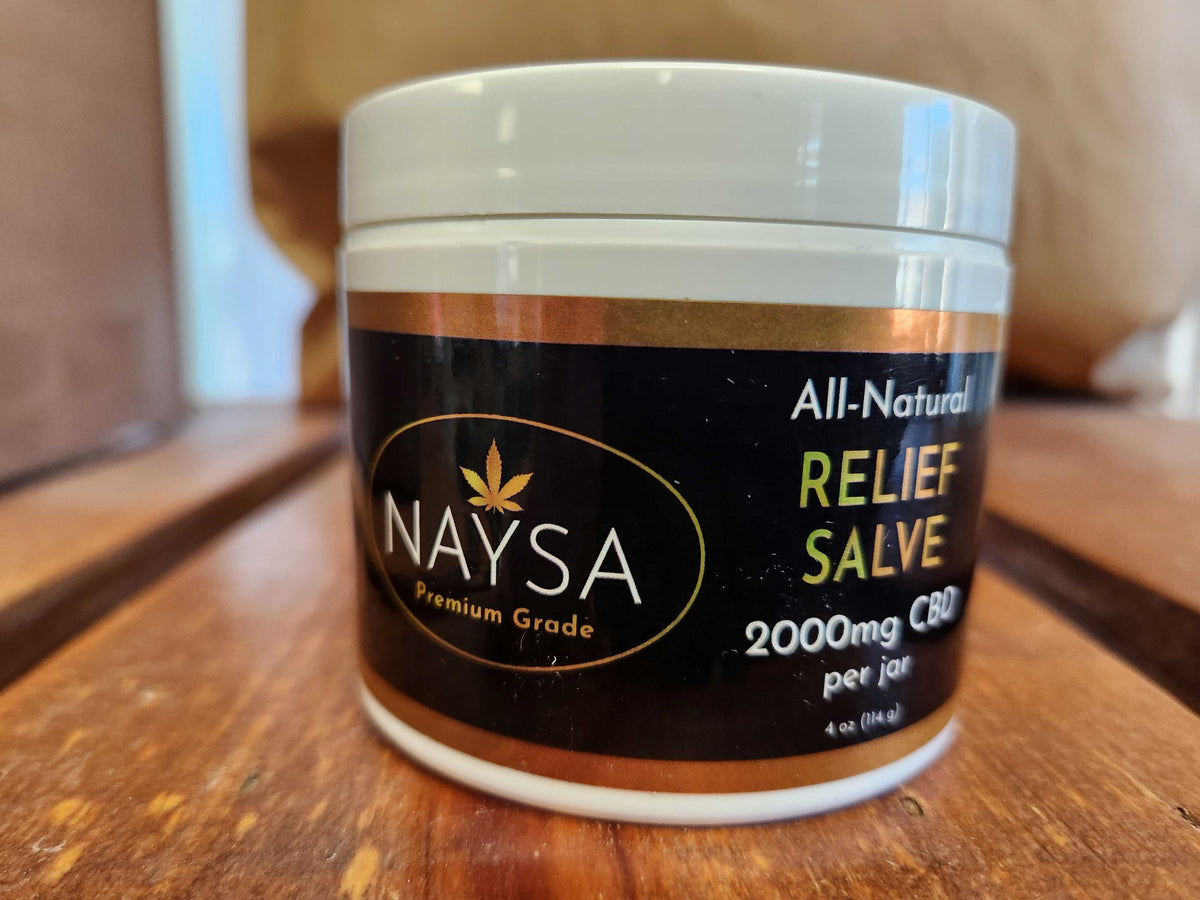 NAYSA
Premium Grade
All-Natural
RELIEF
SALVE
2000mg CBD
per jar
4 oz (114 g)